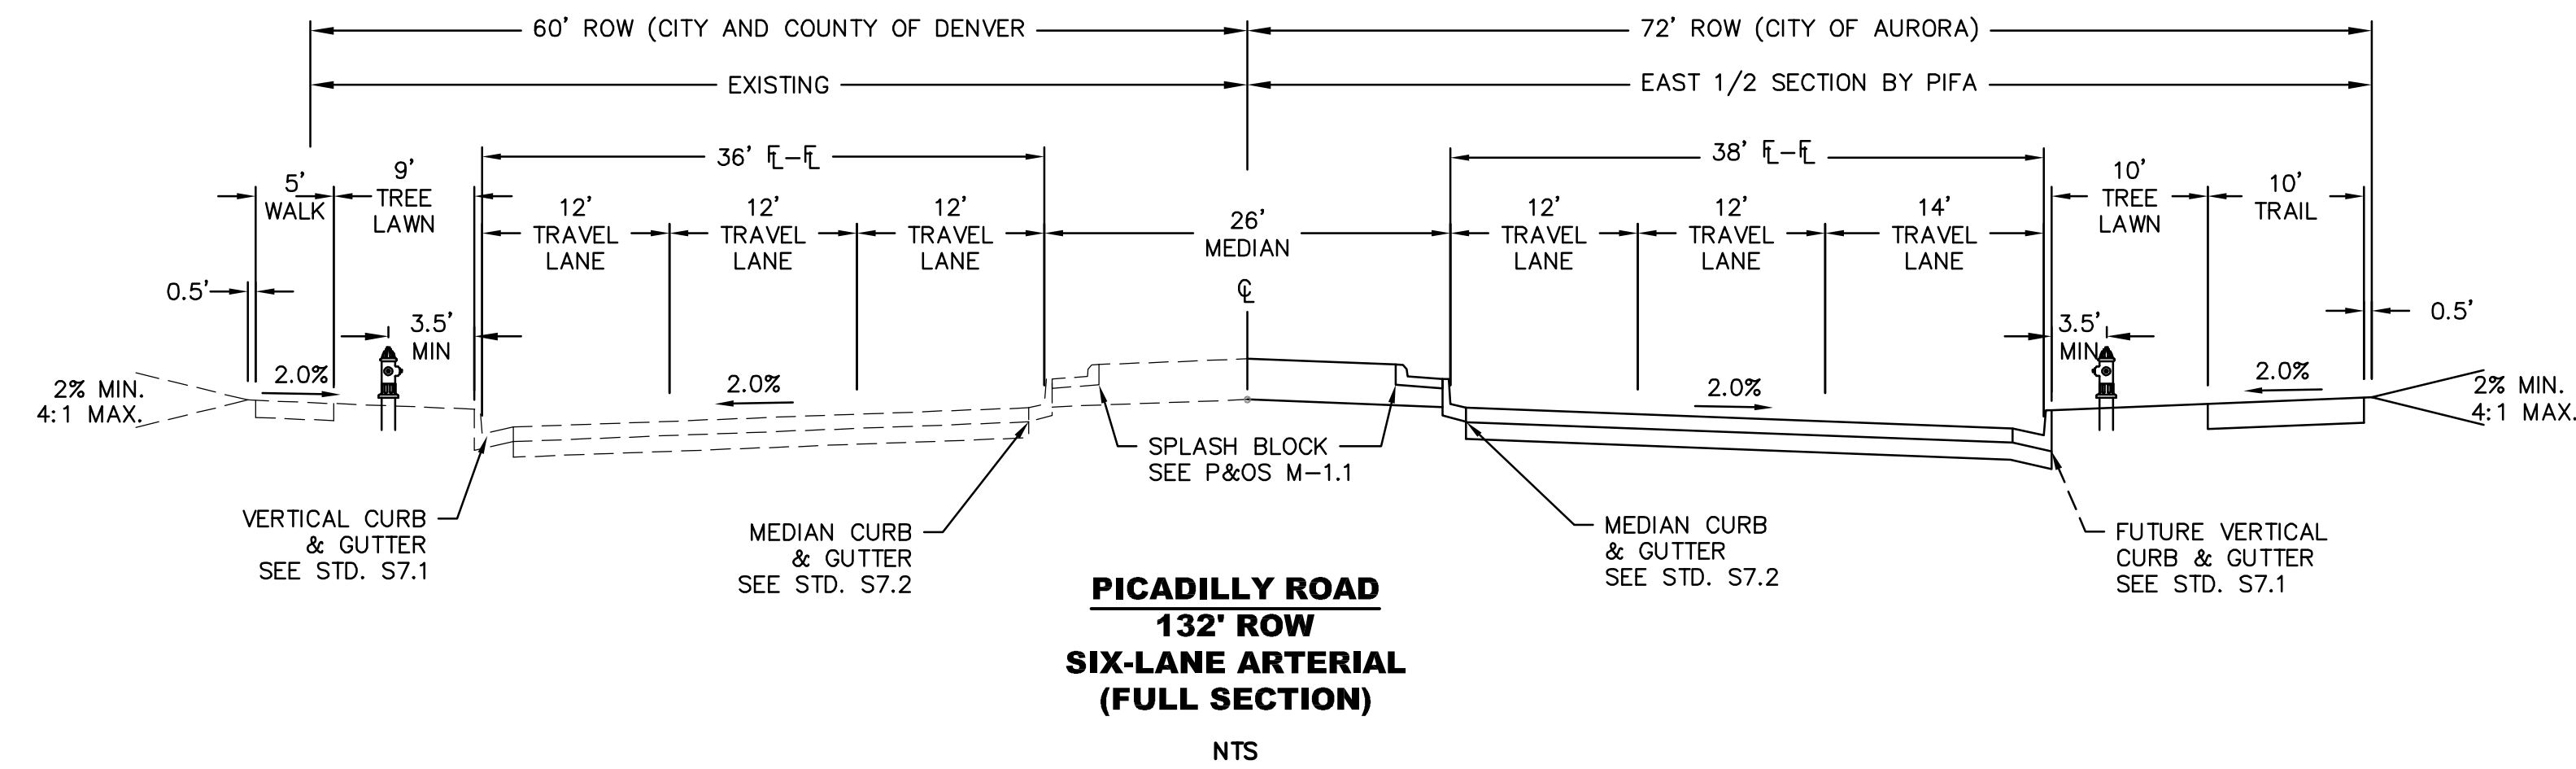 60' ROW (CITY AND COUNTY OF DENVER
72' ROW (CITY OF AURORA)
EXISTING
EAST 1/2 SECTION BY PIFA
36' FL-FL
38' FL-FL
5'
WALK
9'
TREE
LAWN
12'
TRAVEL
LANE
12'
TRAVEL
LANE
12'
TRAVEL
LANE
26'
MEDIAN
CL
12'
TRAVEL
LANE
12'
TRAVEL
LANE
14'
TRAVEL
LANE
10'
TREE
LAWN
10'
TRAIL
0.5'
3.5'
MIN
3.5'
MIN
0.5'
2% MIN.
4:1 MAX.
2.0%
2.0%
2.0%
2.0%
2% MIN.
4:1 MAX.
SPLASH BLOCK
SEE P&OS M-1.1
VERTICAL CURB
& GUTTER
SEE STD. S7.1
MEDIAN CURB
& GUTTER
SEE STD. S7.2
MEDIAN CURB
& GUTTER
SEE STD. S7.2
FUTURE VERTICAL
CURB & GUTTER
SEE STD. S7.1
PICADILLY ROAD
132' ROW
SIX-LANE ARTERIAL
(FULL SECTION)
NTS